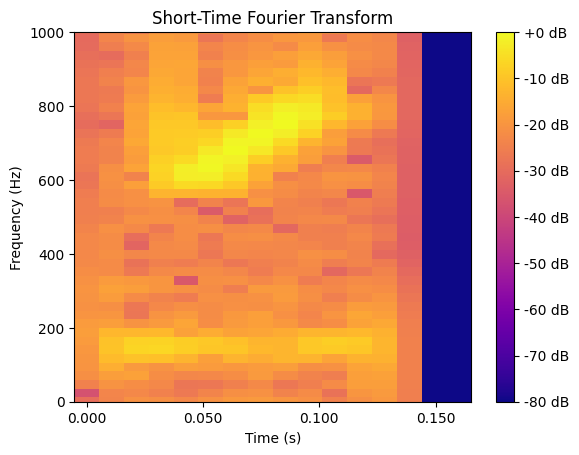 Short-Time Fourier Transform
1000
800
600
400
200
0
Frequency (Hz)
0.000
0.050
0.100
0.150
Time (s)
+0 dB
-10 dB
-20 dB
-30 dB
-40 dB
-50 dB
-60 dB
-70 dB
-80 dB